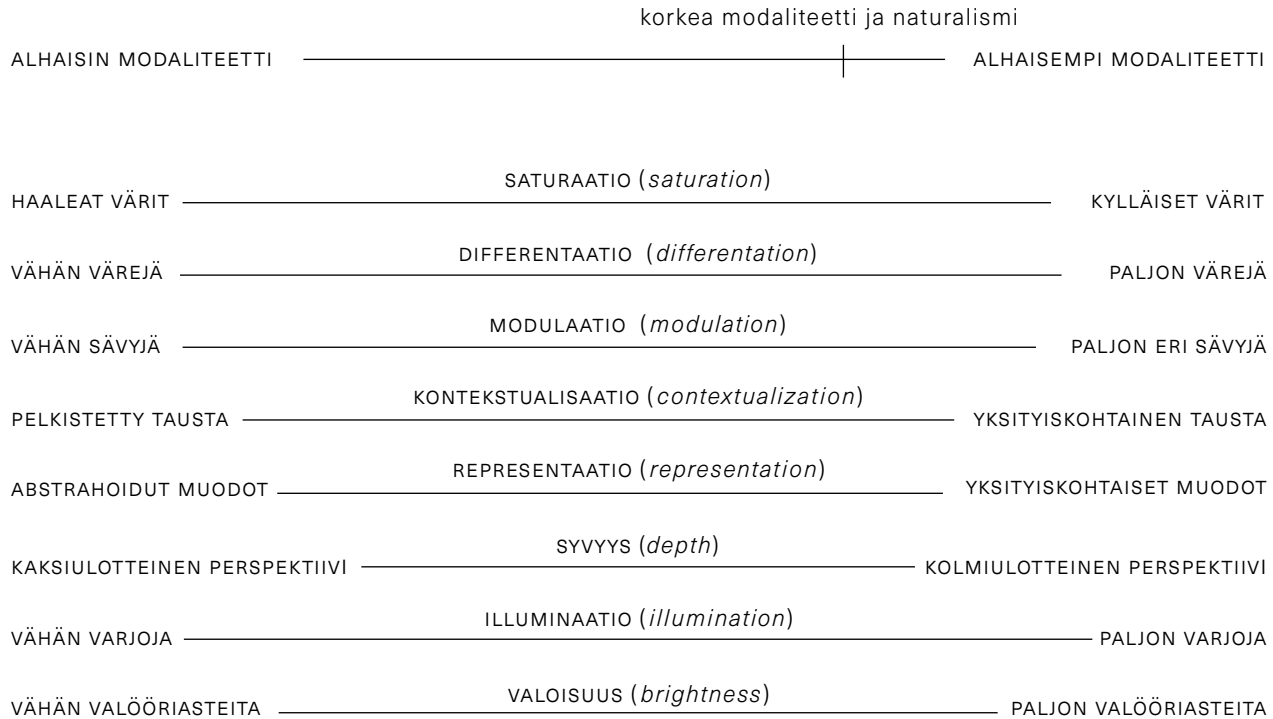 korkea modaliteetti ja naturalismi
ALHAISIN MODALITEETTI ALHAISEMPI MODALITEETTI
SATURAATIO (saturation)
HAALEAT VÄRIT KYLLÄISET VÄRIT
DIFFERENTAATIO (differentation)
VÄHÄN VÄREJÄ PALJON VÄREJÄ
MODULAATIO (modulation)
VÄHÄN SÄVYJÄ PALJON ERI SÄVYJÄ
KONTEKSTUALISAATIO (contextualization)
PELKISTETTY TAUSTA YKSITYISKOHTAINEN TAUSTA
REPRESENTAATIO (representation)
ABSTRAHOIDUT MUODOT YKSITYISKOHTAISET MUODOT
SYVYYS (depth)
KAKSIULOTTEINEN PERSPEKTIIVI KOLMIULOTTEINEN PERSPEKTIIVI
ILLUMINAATIO (illumination)
VÄHÄN VARJOJA PALJON VARJOJA
VALOISUUS (brightness)
VÄHÄN VALÖÖRIASTEITA PALJON VALÖÖRIASTEITA